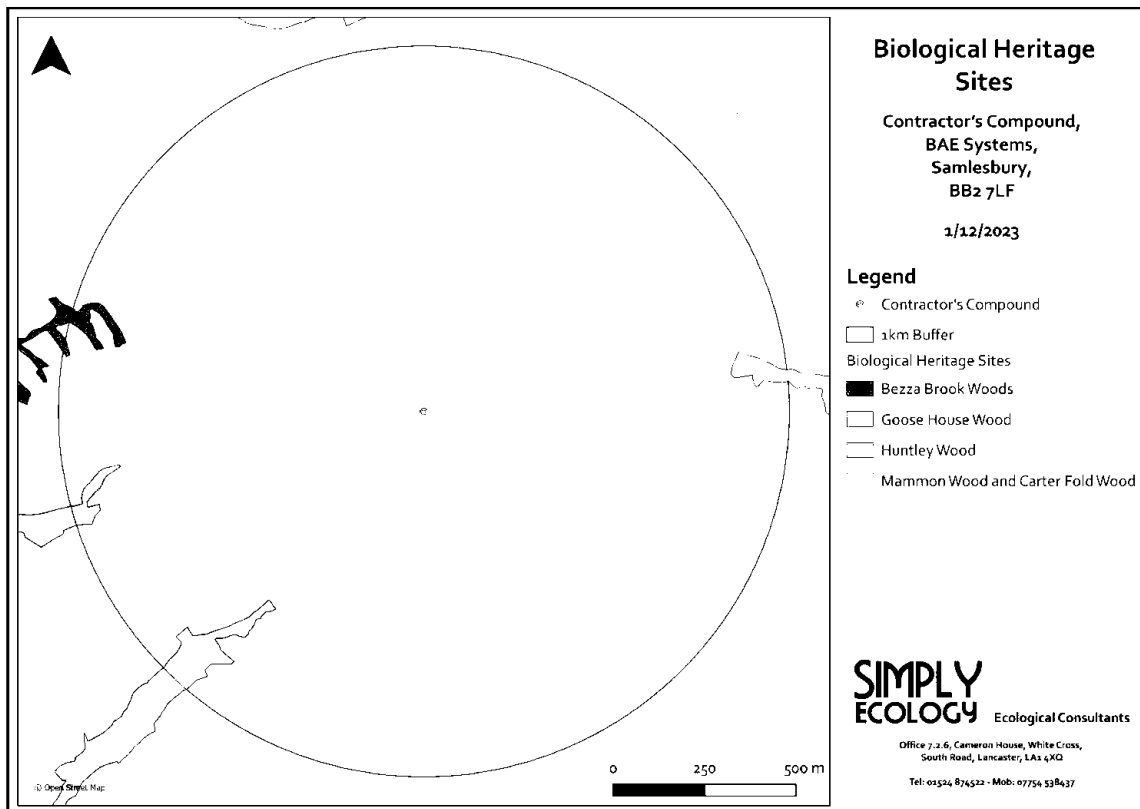 Biological Heritage
Sites
Contractor's Compound,
BAE Systems,
Samlesbury,
BB2 7LF
1/12/2023
Legend
Contractor's Compound
1km Buffer
Biological Heritage Sites
Bezza Brook Woods
Goose House Wood
Huntley Wood
Mammon Wood and Carter Fold Wood
0 250 500 m
© Open Street Map
SIMPLY
ECOLOGY Ecological Consultants
Office 7.2.6, Cameron House, White Cross,
South Road, Lancaster, LA1 4XQ
Tel: 01524 874522 - Mob: 07754 538437